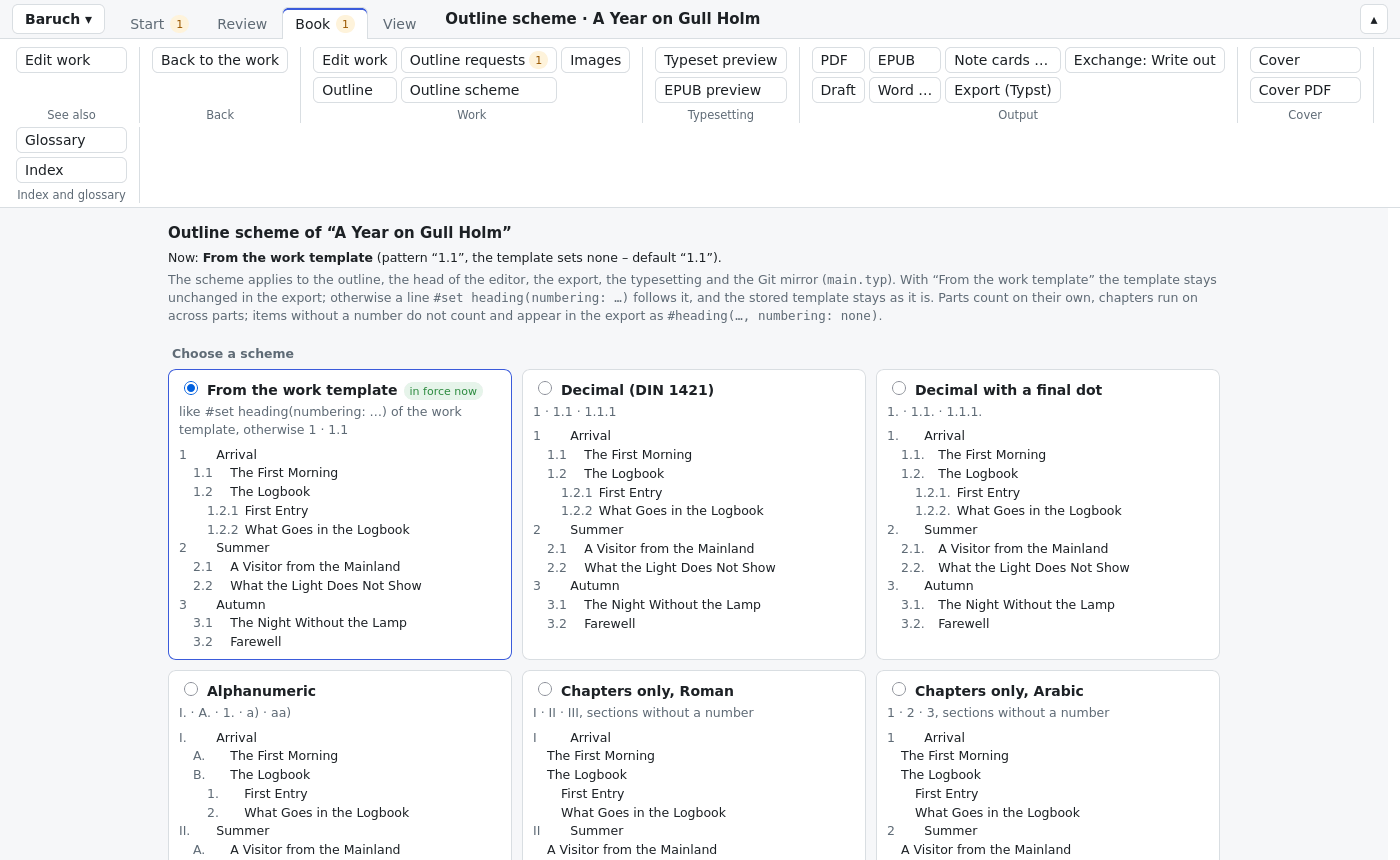 Baruch ▾
Start 1
Review
Book 1
View
Outline scheme · A Year on Gull Holm
▴
Edit work
See also
Back to the work
Back
Edit work
Outline requests 1
Images
Outline
Outline scheme
Work
Typeset preview
EPUB preview
Typesetting
PDF
EPUB
Note cards …
Exchange: Write out
Draft
Word …
Export (Typst)
Output
Cover
Cover PDF
Cover
Glossary
Index
Index and glossary
Outline scheme of “A Year on Gull Holm”
Now: From the work template (pattern “1.1”, the template sets none – default “1.1”).
The scheme applies to the outline, the head of the editor, the export, the typesetting and the Git mirror (main.typ). With “From the work template” the template stays
unchanged in the export; otherwise a line #set heading(numbering: …) follows it, and the stored template stays as it is. Parts count on their own, chapters run on
across parts; items without a number do not count and appear in the export as #heading(…, numbering: none).
Choose a scheme
From the work template in force now
like #set heading(numbering: …) of the work
template, otherwise 1 · 1.1
1 Arrival
1.1 The First Morning
1.2 The Logbook
1.2.1 First Entry
1.2.2 What Goes in the Logbook
2 Summer
2.1 A Visitor from the Mainland
2.2 What the Light Does Not Show
3 Autumn
3.1 The Night Without the Lamp
3.2 Farewell
Decimal (DIN 1421)
1 · 1.1 · 1.1.1
1 Arrival
1.1 The First Morning
1.2 The Logbook
1.2.1 First Entry
1.2.2 What Goes in the Logbook
2 Summer
2.1 A Visitor from the Mainland
2.2 What the Light Does Not Show
3 Autumn
3.1 The Night Without the Lamp
3.2 Farewell
Decimal with a final dot
1. · 1.1. · 1.1.1.
1. Arrival
1.1. The First Morning
1.2. The Logbook
1.2.1. First Entry
1.2.2. What Goes in the Logbook
2. Summer
2.1. A Visitor from the Mainland
2.2. What the Light Does Not Show
3. Autumn
3.1. The Night Without the Lamp
3.2. Farewell
Alphanumeric
I. · A. · 1. · a) · aa)
I. Arrival
A. The First Morning
B. The Logbook
1. First Entry
2. What Goes in the Logbook
II. Summer
A. A Visitor from the Mainland
Chapters only, Roman
I · II · III, sections without a number
I Arrival
The First Morning
The Logbook
First Entry
What Goes in the Logbook
II Summer
A Visitor from the Mainland
Chapters only, Arabic
1 · 2 · 3, sections without a number
1 Arrival
The First Morning
The Logbook
First Entry
What Goes in the Logbook
2 Summer
A Visitor from the Mainland